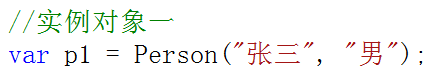 //实例对象一
var p1 = Person("张三", "男");